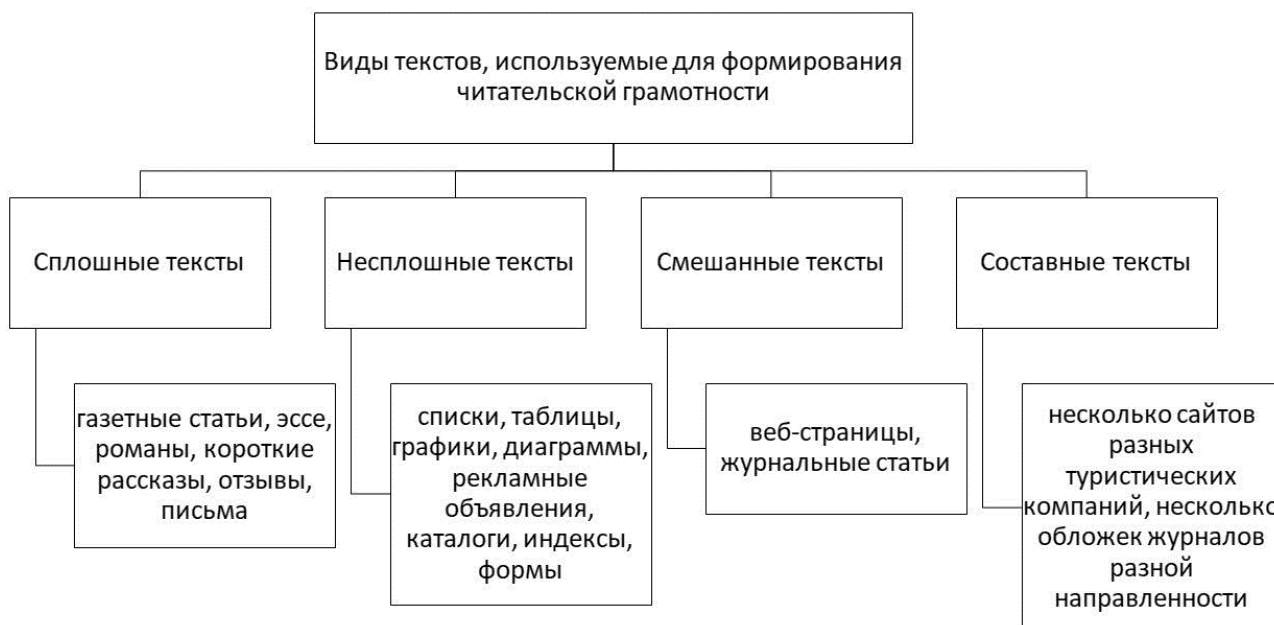 Виды текстов, используемые для формирования
читательской грамотности
Сплошные тексты
Несплошные тексты
Смешанные тексты
Составные тексты
газетные статьи, эссе,
романы, короткие
рассказы, отзывы,
письма
списки, таблицы,
графики, диаграммы,
рекламные
объявления,
каталоги, индексы,
формы
веб-страницы,
журнальные статьи
несколько сайтов
разных
туристических
компаний, несколько
обложек журналов
разной
направленности